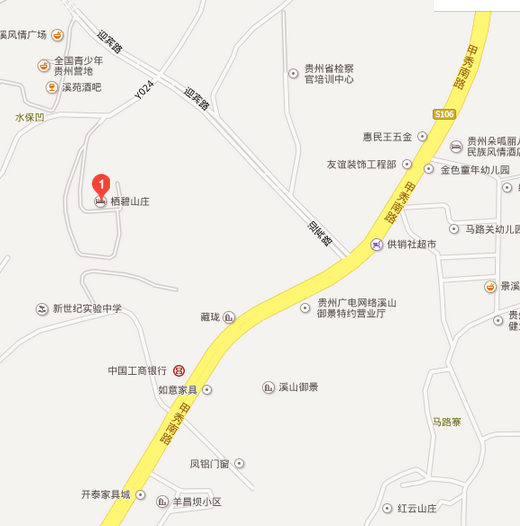 迎宾路
溪风情广场
全国青少年
贵州营地
溪苑酒吧
Y024
迎宾路
水保凹
贵州省检察
官培训中心
甲秀南路
S106
惠民王五金
贵州朵呱丽人
民族风情酒店
友谊装饰工程部
金色童年幼儿园
1
栖碧山庄
甲秀南路
马路关幼儿园
迎宾路
供销社超市
景溪
新世纪实验中学
贵州广电网络溪山
御景特约营业厅
藏珑
贵
健
中国工商银行
如意家具
溪山御景
甲秀南路
马路寨
凤铝门窗
开泰家具城
羊昌坝小区
红云山庄